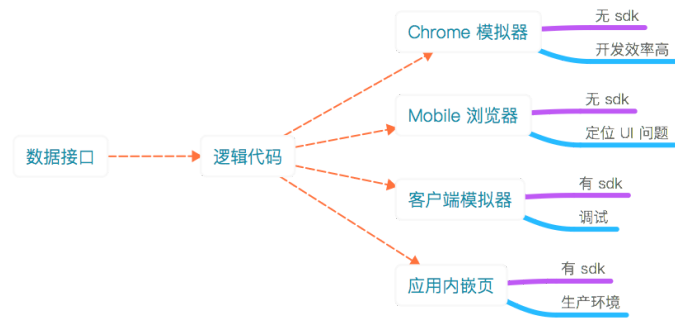 无 sdk
Chrome 模拟器
开发效率高
无 sdk
Mobile 浏览器
定位 UI 问题
数据接口
逻辑代码
有 sdk
客户端模拟器
调试
有 sdk
应用内嵌页
生产环境